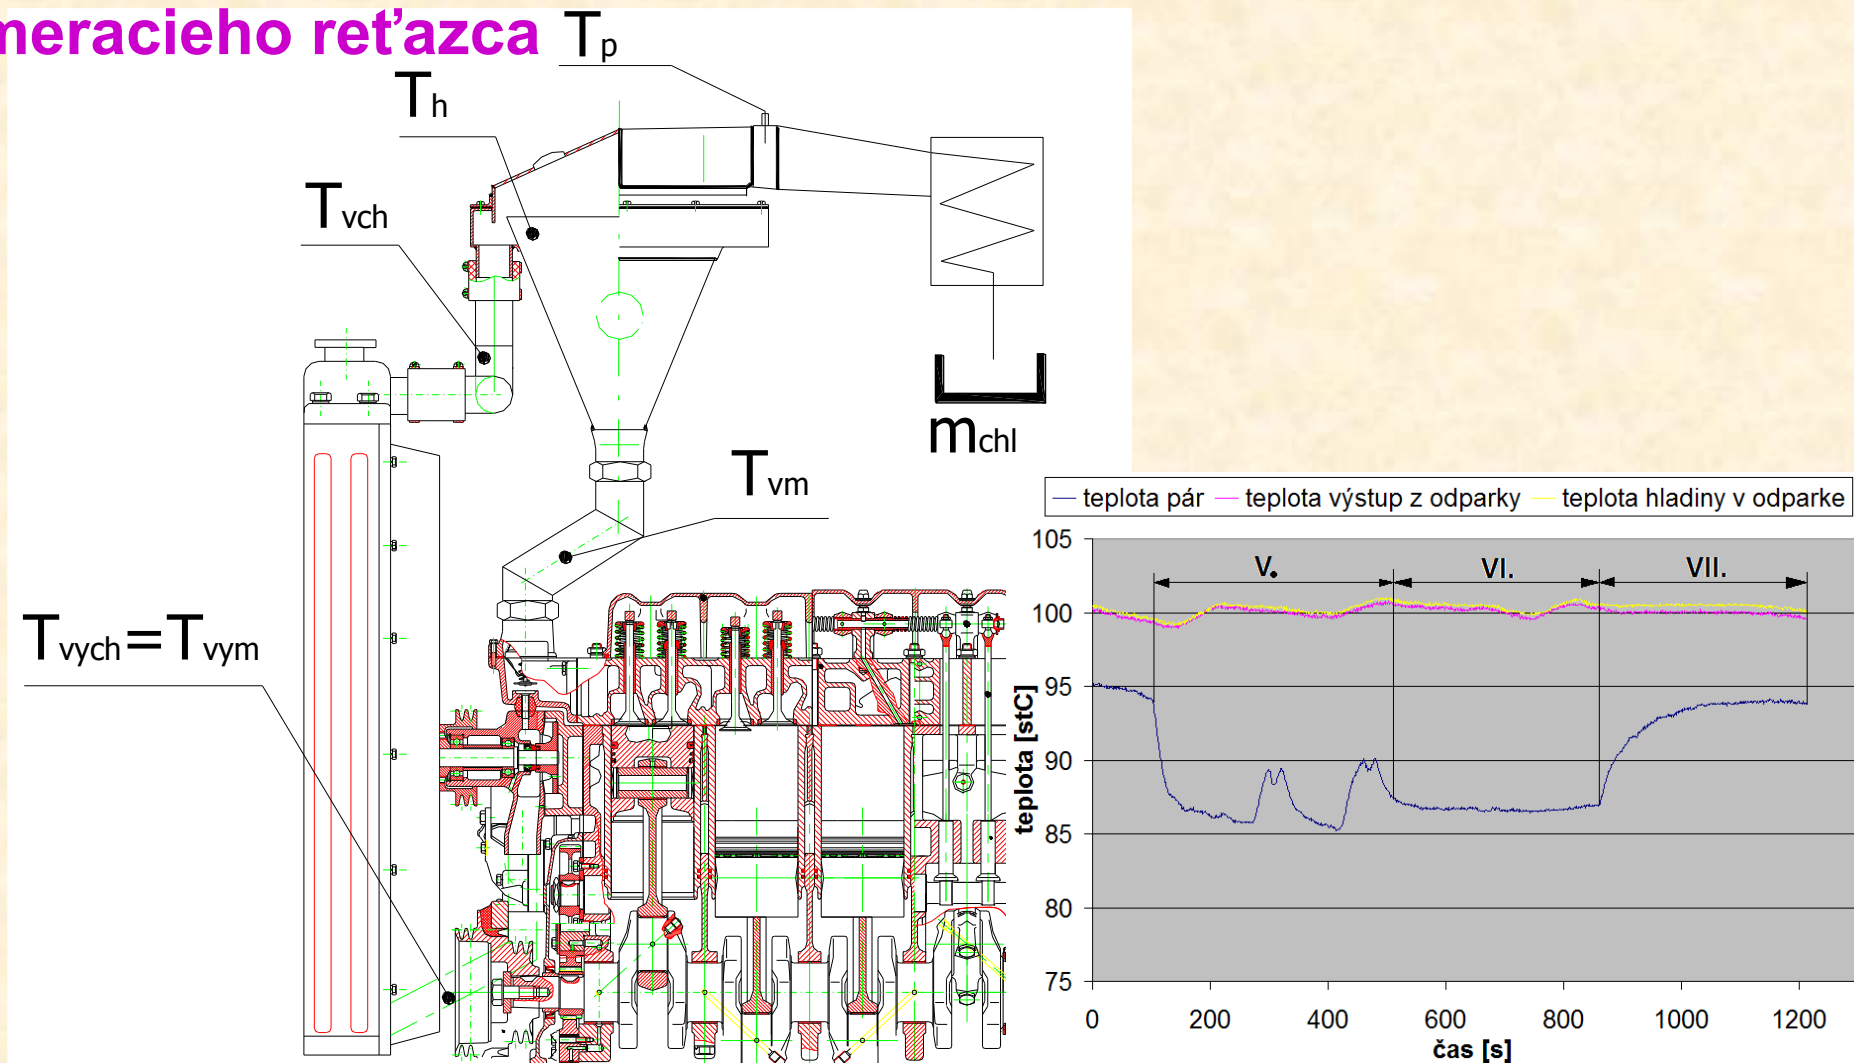 meracieho reťazca
Tp
Th
Tvch
mchl
Tvm
Tvych=Tvym
teplota pár
teplota výstup z odparky
teplota hladiny v odparke
105
100
95
90
85
80
75
teplota [stC]
V.
VI.
VII.
0 200 400 600 800 1000 1200
čas [s]